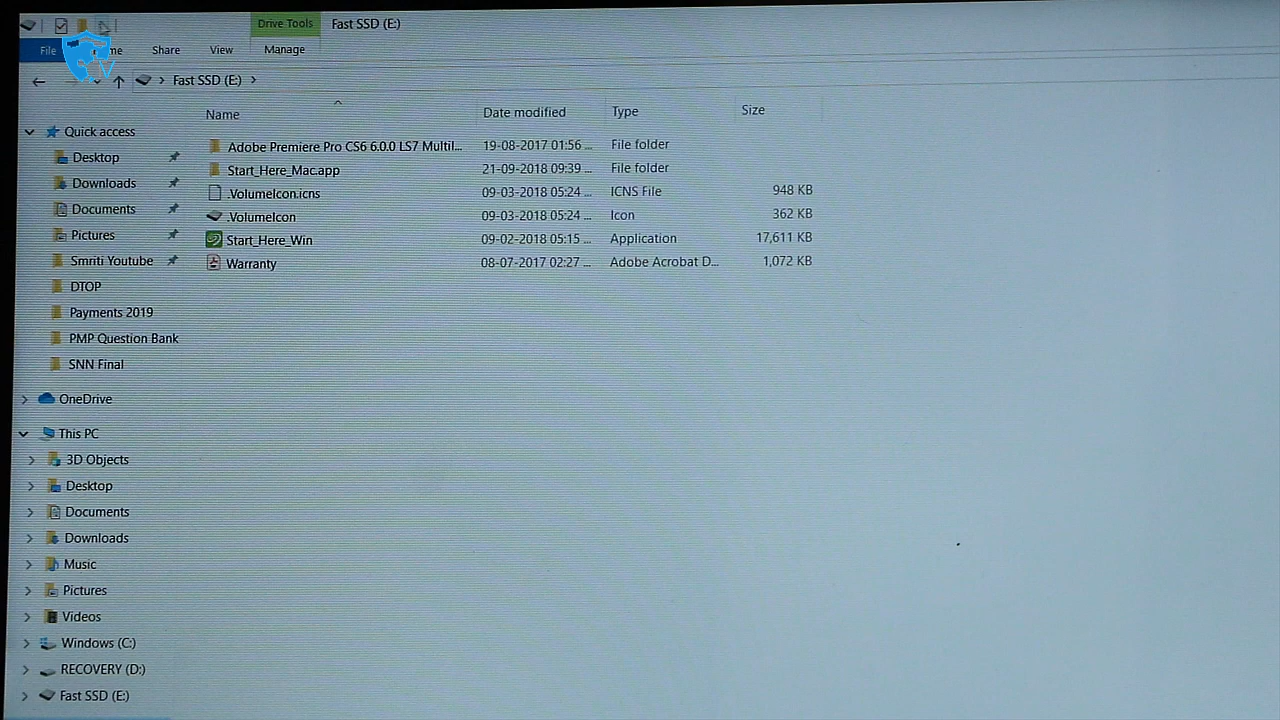 Drive Tools Fast SSD (E:)
File me Share View Manage
Fast SSD (E:)
Name Date modified Type Size
Quick access
Desktop
Downloads
Documents
Pictures
Smriti Youtube
DTOP
Payments 2019
PMP Question Bank
SNN Final
OneDrive
This PC
3D Objects
Desktop
Documents
Downloads
Music
Pictures
Videos
Windows (C:)
RECOVERY (D:)
Fast SSD (E:)
Adobe Premiere Pro CS6 6.0.0 LS7 Multil... 19-08-2017 01:56 ... File folder
Start_Here_Mac.app 21-09-2018 09:39 ... File folder
.VolumeIcon.icns 09-03-2018 05:24 ... ICNS File 948 KB
.VolumeIcon 09-03-2018 05:24 ... Icon 362 KB
Start_Here_Win 09-02-2018 05:15 ... Application 17,611 KB
Warranty 08-07-2017 02:27 ... Adobe Acrobat D... 1,072 KB